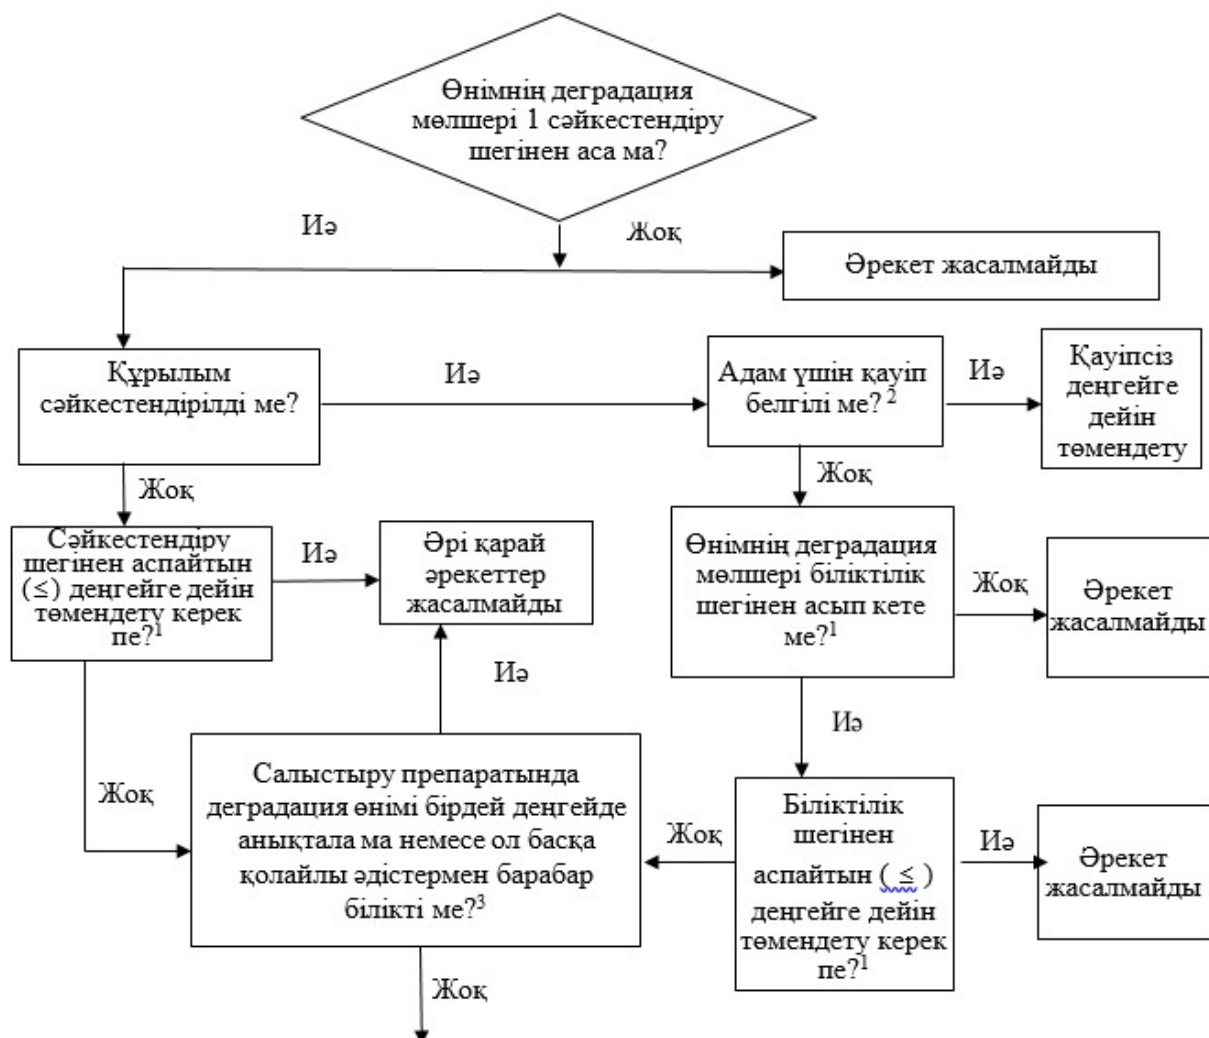 Өнімнің деградация
мөлшері 1 сәйкестендіру
шегінен аса ма?
Иә
Жоқ
Әрекет жасалмайды
Құрылым
сәйкестендірілді ме?
Иә
Адам үшін қауіп
белгілі ме? 2
Иә
Қауіпсіз
деңгейге
дейін
төмендету
Жоқ
Жоқ
Сәйкестендіру
шегінен аспайтын
(≤) деңгейге дейін
төмендету керек
пе?1
Иә
Әрі қарай
әрекеттер
жасалмайды
Өнімнің деградация
мөлшері біліктілік
шегінен асып кете
ме?1
Жоқ
Әрекет
жасалмайды
Иә
Иә
Жоқ
Салыстыру препаратында
деградация өнімі бірдей деңгейде
анықтала ма немесе ол басқа
қолайлы әдістермен барабар
білікті ме?3
Жоқ
Біліктілік
шегінен
аспайтын ( ≤ )
деңгейге дейін
төмендету керек
пе?1
Иә
Әрекет
жасалмайды
Жоқ